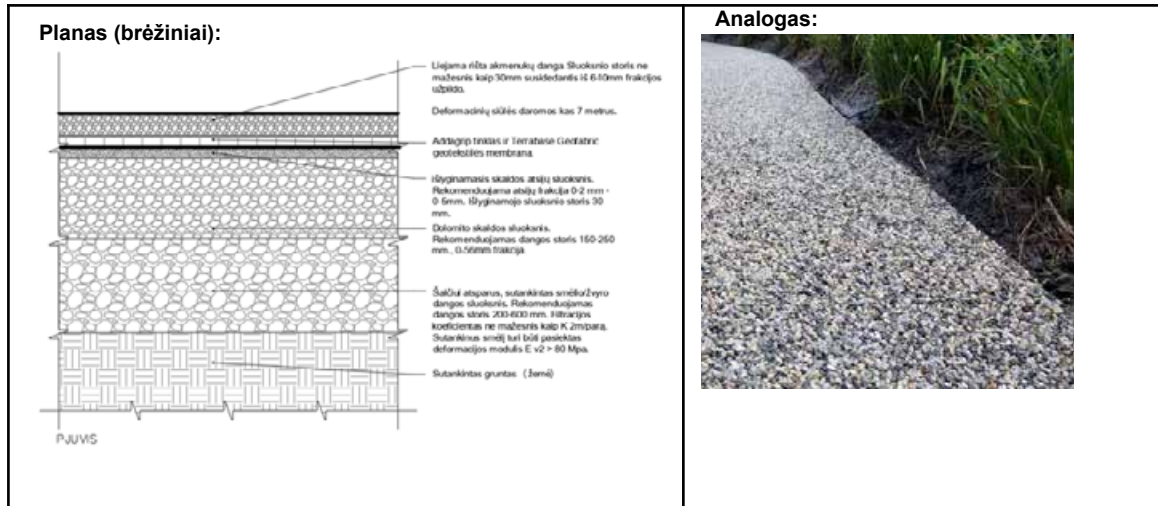 Planas (brėžiniai):
Liejama rišta akmenukų danga. Sluoksnio storis ne
mažesnis kaip 30mm susidedantis iš 6-10mm frakcijos
užpildo.
Deformacinių siūlės daromos kas 7 metrus.
Addagrip tinklas ir Terrabase Geofabric
geotekstilės membrana.
Išlyginamasis skaldos atsijų sluoksnis.
Rekomenduojama atsijų frakcija 0-2 mm -
0-5mm. Išlyginamojo sluoksnio storis 30
mm.
Dolomito skaldos sluoksnis.
Rekomenduojamas dangos storis 150-250
mm., 0-56mm frakcija
Šalčiui atsparus, sutankintas smėlio/žvyro
dangos sluoksnis. Rekomenduojamas
dangos storis 200-600 mm. Filtracijos
koeficientas ne mažesnis kaip K 2m/parą.
Sutankinus smėlį turi būti pasiektas
deformacijos modulis E v2 > 80 Mpa.
Sutankintas gruntas (žemė)
PJUVIS
Analogas: